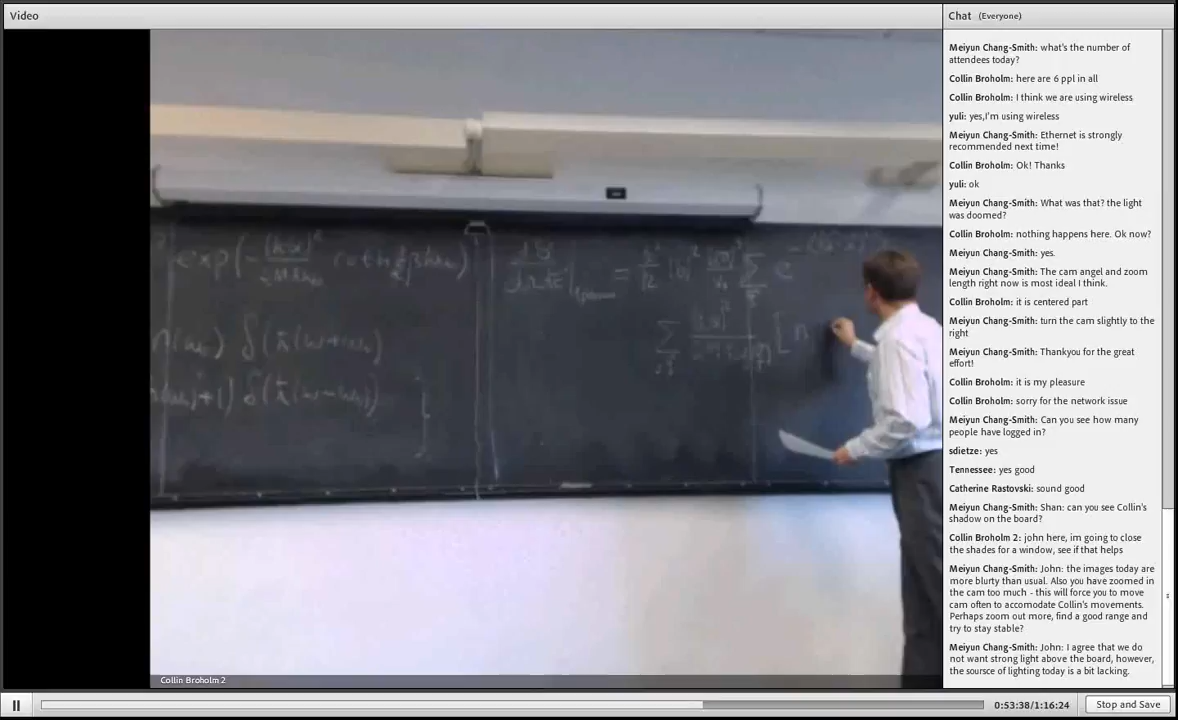 Video
Chat (Everyone)
Meiyun Chang-Smith: what's the number of
attendees today?
Collin Broholm: here are 6 ppl in all
Collin Broholm: I think we are using wireless
yuli: yes,I'm using wireless
Meiyun Chang-Smith: Ethernet is strongly
recommended next time!
Collin Broholm: Ok! Thanks
yuli: ok
Meiyun Chang-Smith: What was that? the light
was doomed?
Collin Broholm: nothing happens here. Ok now?
Meiyun Chang-Smith: yes.
Meiyun Chang-Smith: The cam angel and zoom
length right now is most ideal I think.
Collin Broholm: it is centered part
Meiyun Chang-Smith: turn the cam slightly to the
right
Meiyun Chang-Smith: Thankyou for the great
effort!
Collin Broholm: it is my pleasure
Collin Broholm: sorry for the network issue
Meiyun Chang-Smith: Can you see how many
people have logged in?
sdietze: yes
Tennessee: yes good
Catherine Rastovski: sound good
Meiyun Chang-Smith: Shan: can you see Collin's
shadow on the board?
Collin Broholm 2: john here, im going to close
the shades for a window, see if that helps
Meiyun Chang-Smith: John: the images today are
more blurty than usual. Also you have zoomed in
the cam too much - this will force you to move
cam often to accomodate Collin's movements.
Perhaps zoom out more, find a good range and
try to stay stable?
Meiyun Chang-Smith: John: I agree that we do
not want strong light above the board, however,
the soursce of lighting today is a bit lacking.
Collin Broholm 2
0:53:38/1:16:24
Stop and Save